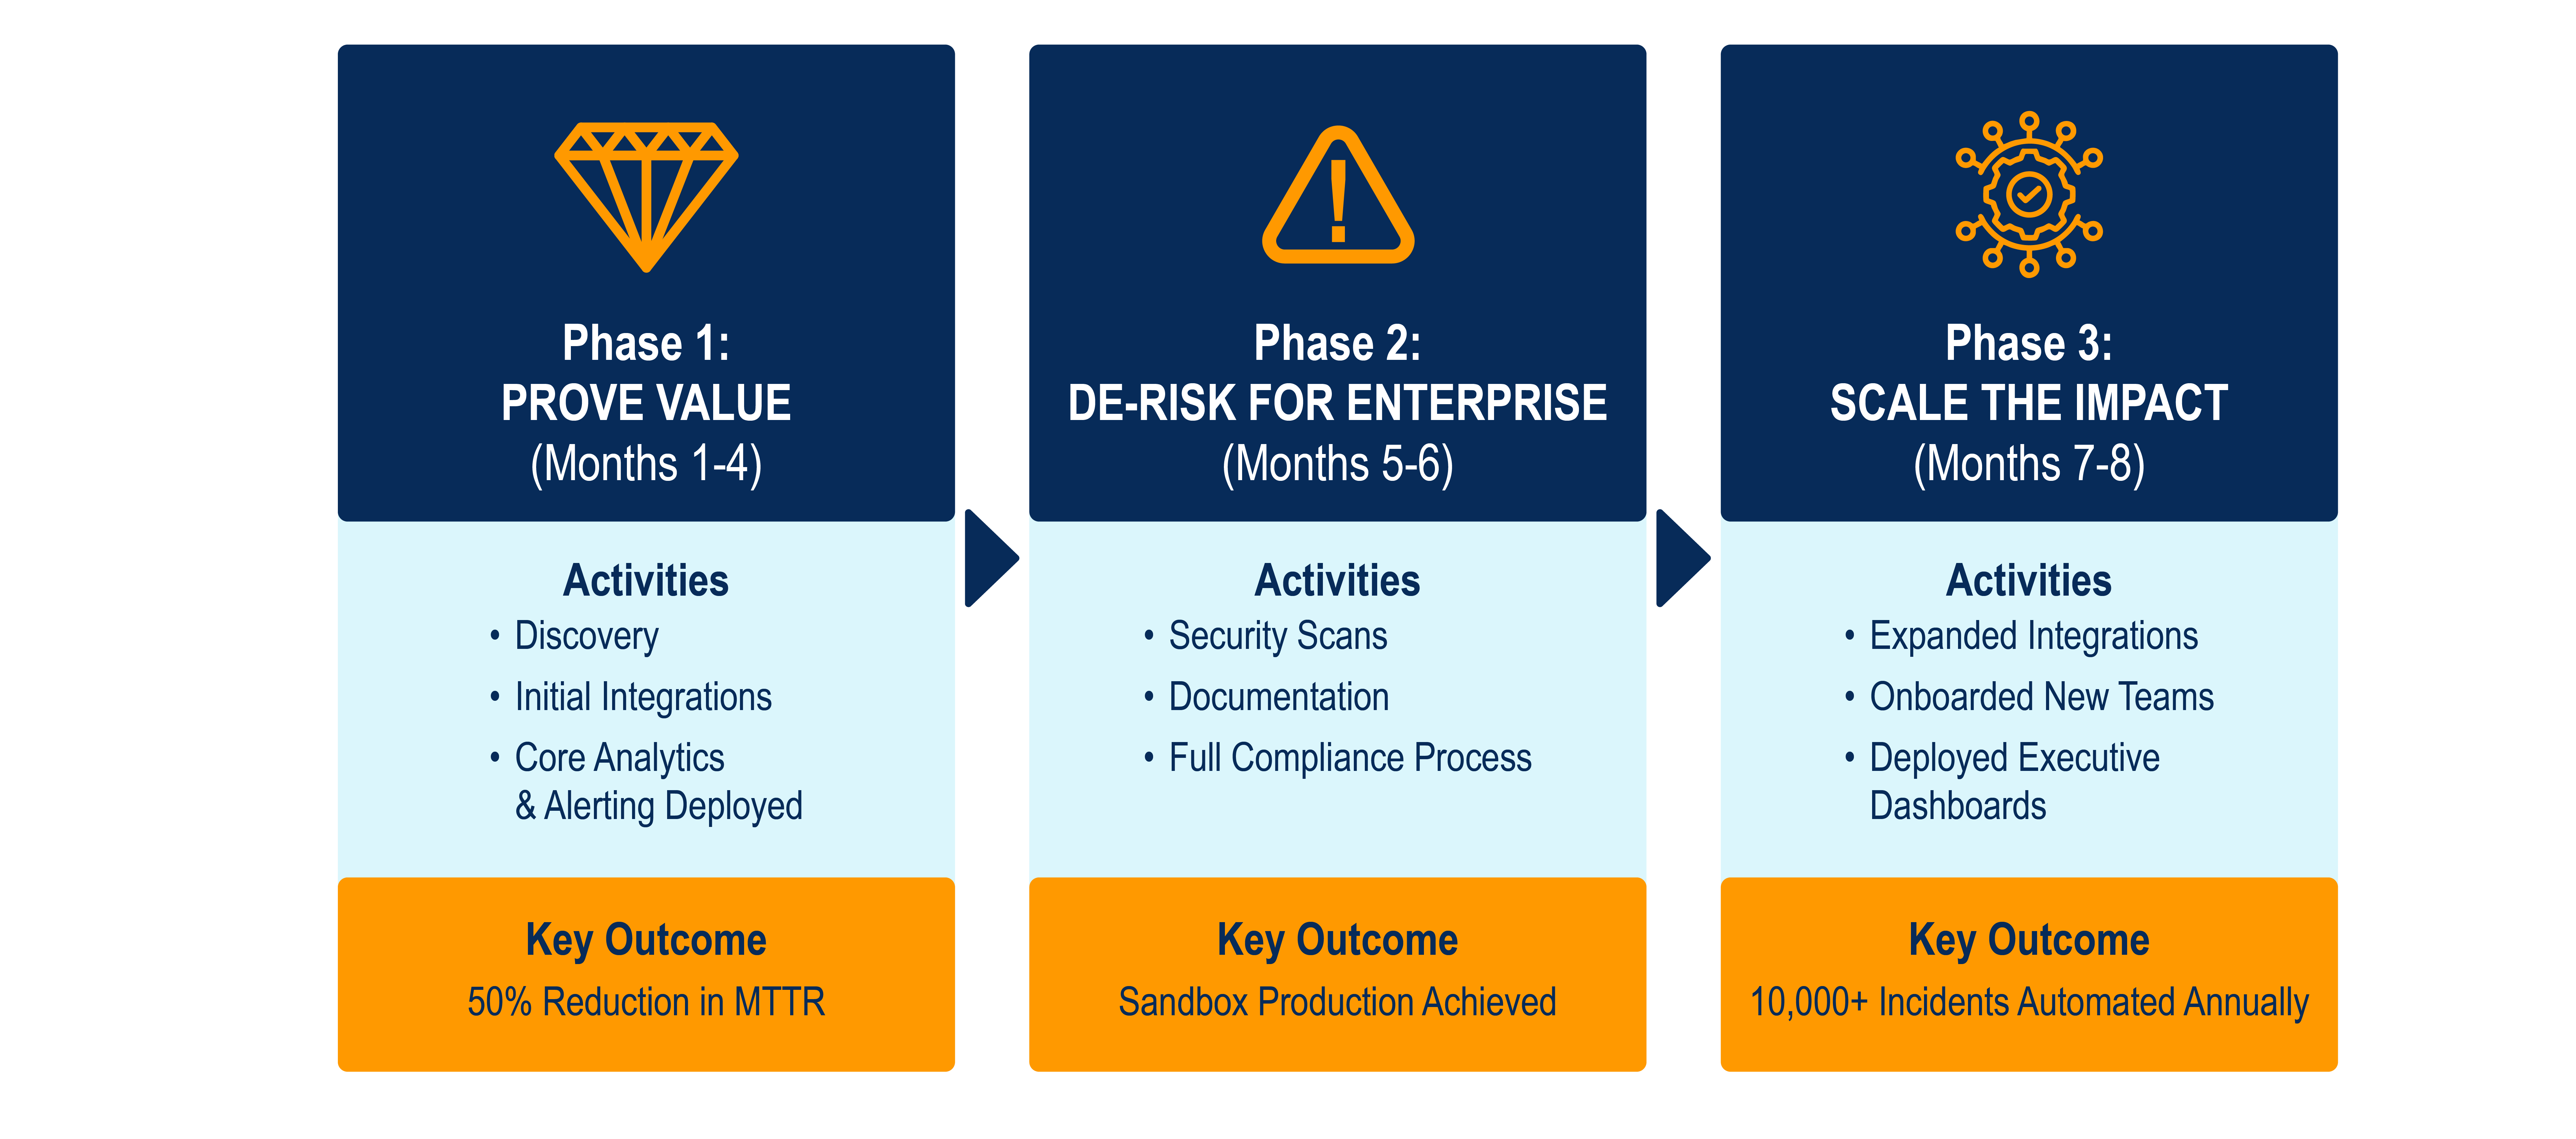 Phase 1:
PROVE VALUE
(Months 1-4)
Activities
• Discovery
• Initial Integrations
• Core Analytics
& Alerting Deployed
Key Outcome
50% Reduction in MTTR
Phase 2:
DE-RISK FOR ENTERPRISE
(Months 5-6)
Activities
• Security Scans
• Documentation
• Full Compliance Process
Key Outcome
Sandbox Production Achieved
Phase 3:
SCALE THE IMPACT
(Months 7-8)
Activities
• Expanded Integrations
• Onboarded New Teams
• Deployed Executive
Dashboards
Key Outcome
10,000+ Incidents Automated Annually